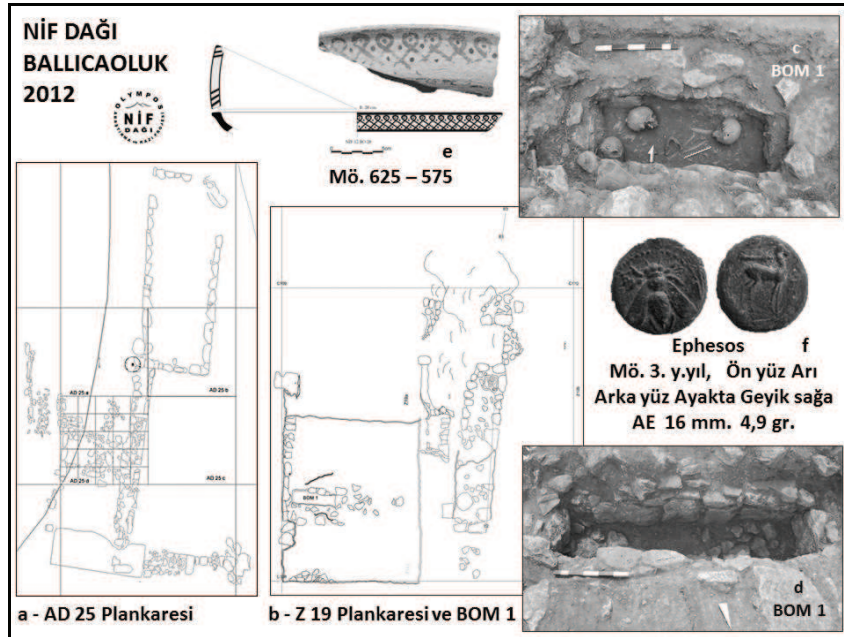 NİF DAĞI
BALLICAOLUK
2012
OLYMPOS
NİF
DAĞI
e
Mö. 625 – 575
c
BOM 1
Ephesos f
Mö. 3. y.yıl, Ön yüz Arı
Arka yüz Ayakta Geyik sağa
AE 16 mm. 4,9 gr.
AD 25 a
AD 25 b
AD 25 d
AD 25 c
BOM 1
a - AD 25 Plankaresi
b - Z 19 Plankaresi ve BOM 1
d
BOM 1